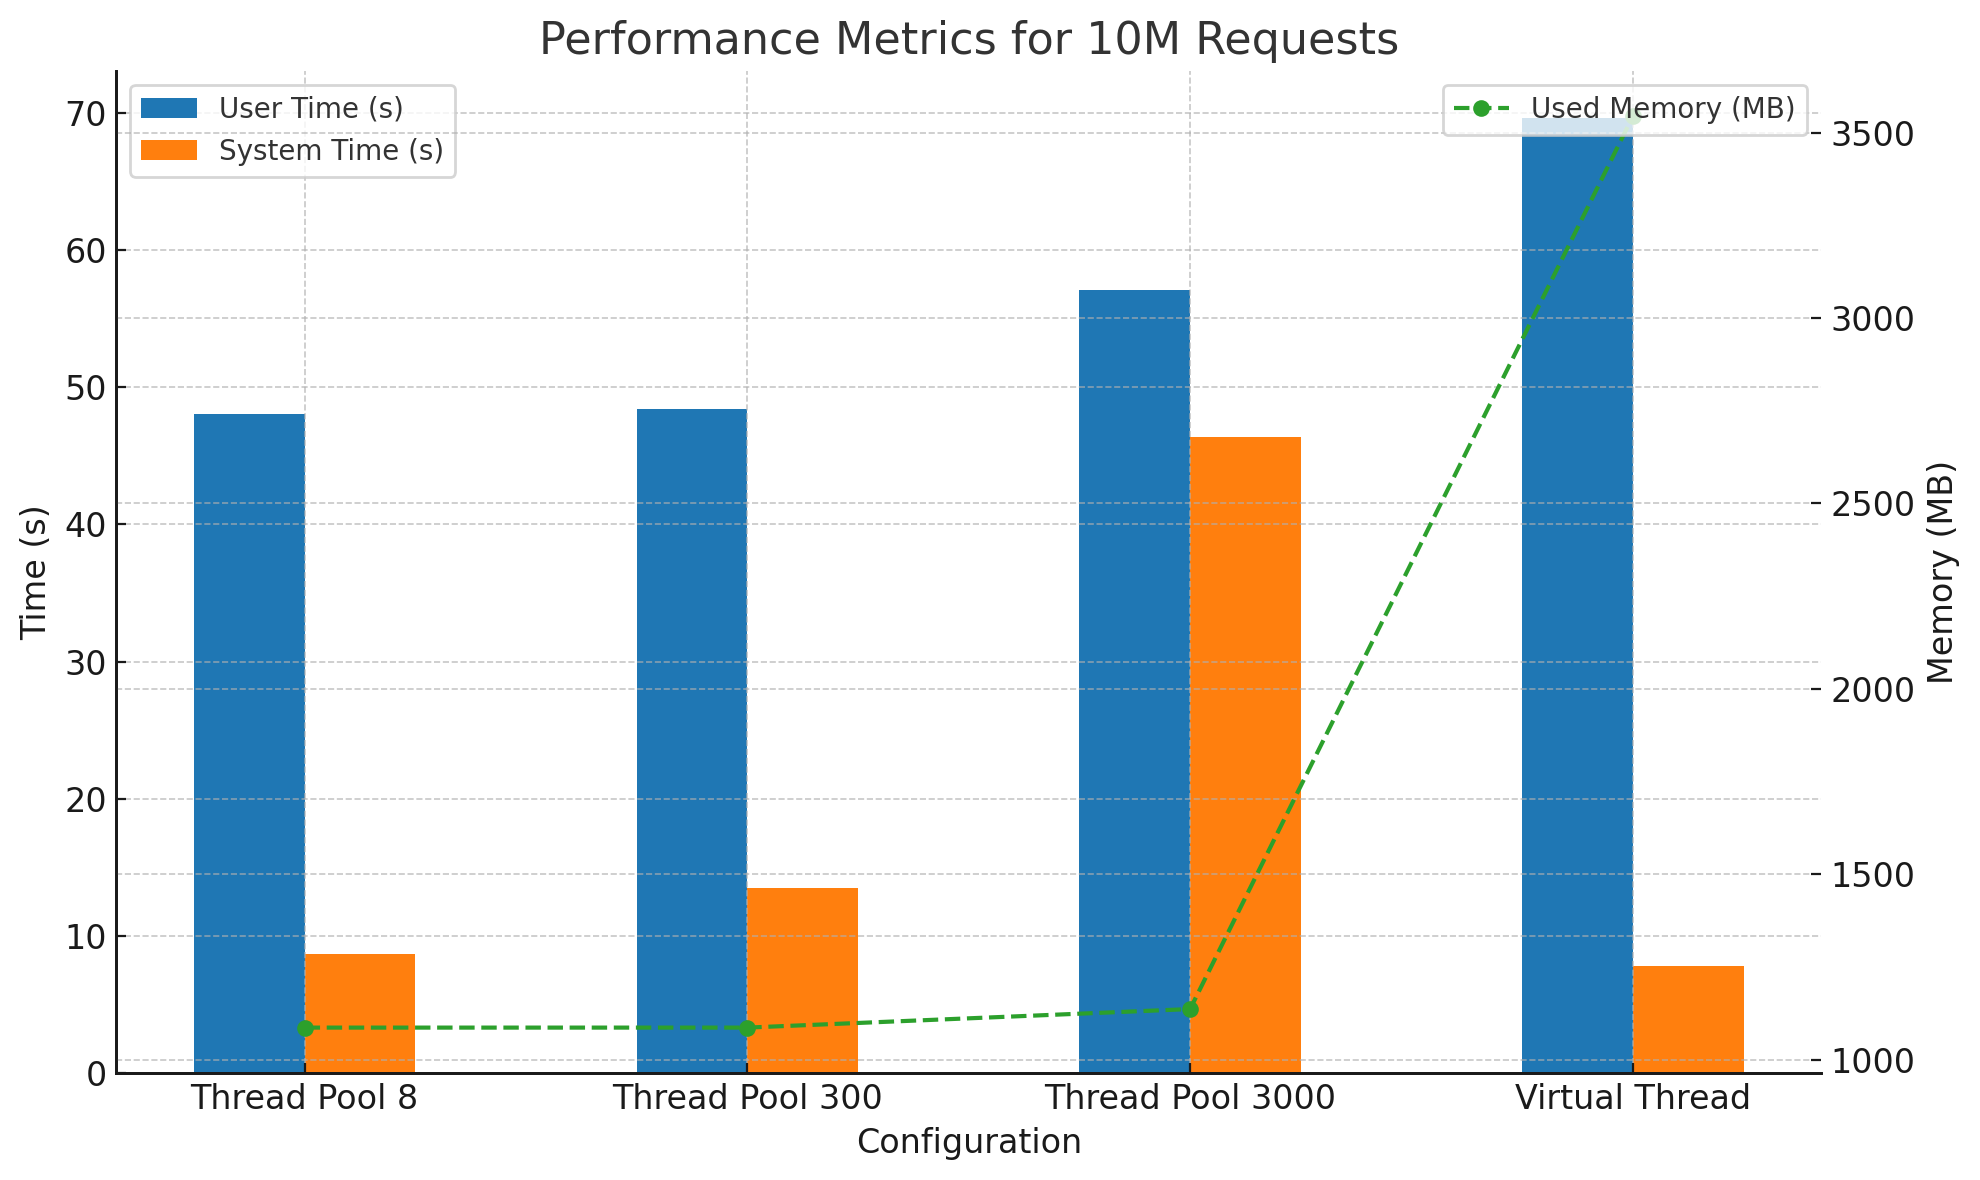 Performance Metrics for 10M Requests
User Time (s)
System Time (s)
Used Memory (MB)
Time (s)
70
60
50
40
30
20
10
0
3500
3000
2500
2000
1500
1000
Memory (MB)
Thread Pool 8
Thread Pool 300
Thread Pool 3000
Virtual Thread
Configuration